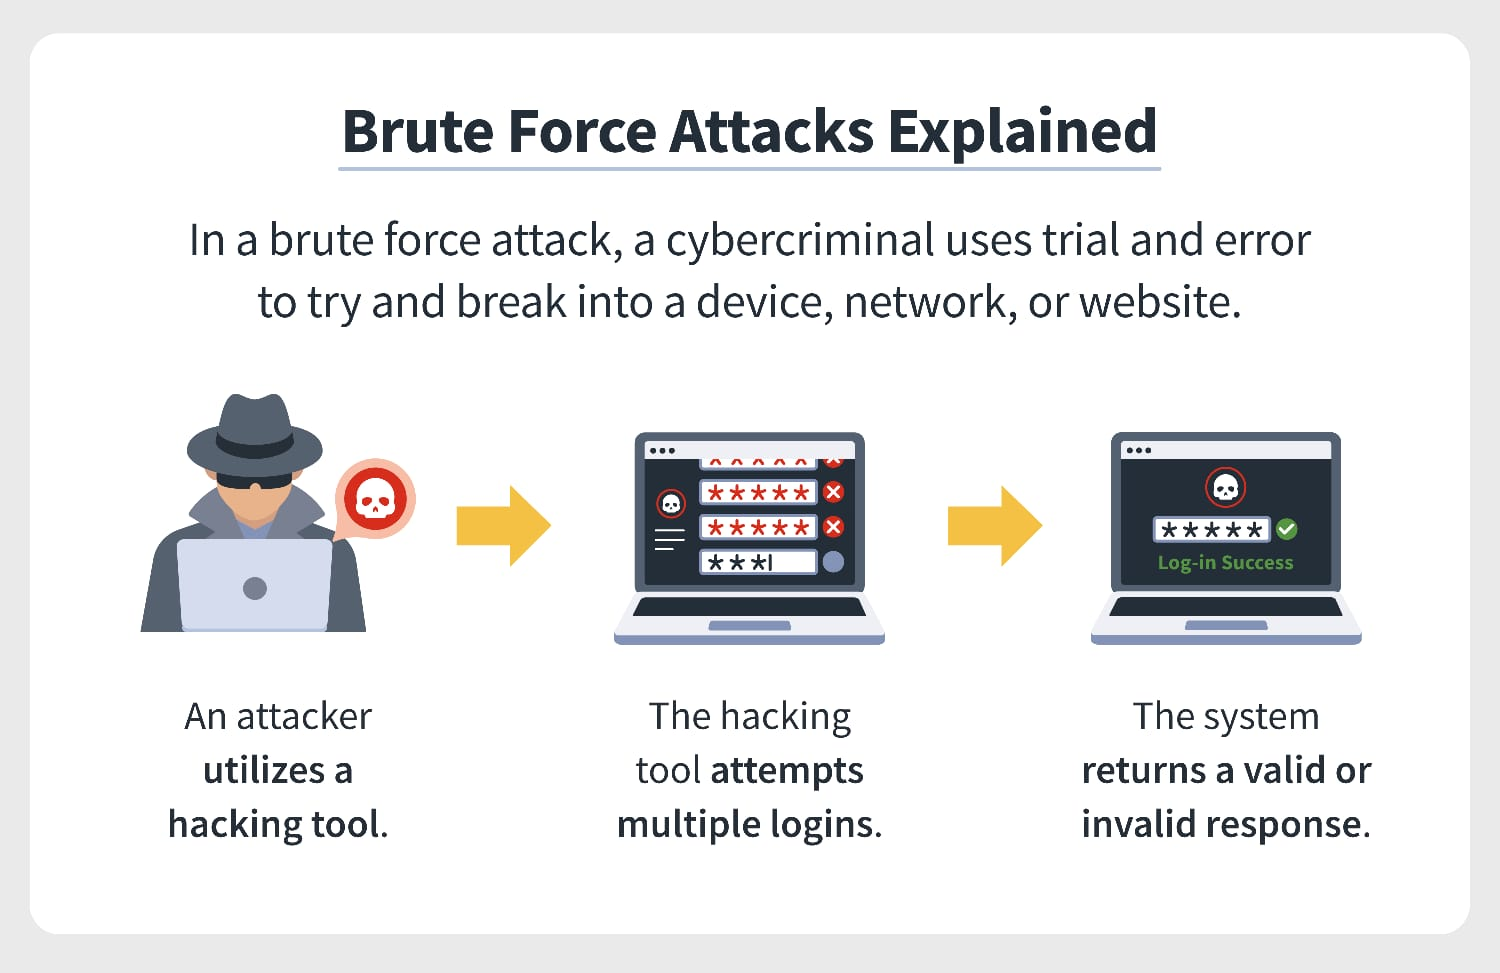 Brute Force Attacks Explained
In a brute force attack, a cybercriminal uses trial and error
to try and break into a device, network, or website.
*****
*****
*****
***|
*****
Log-in Success
An attacker
utilizes a
hacking tool.
The hacking
tool attempts
multiple logins.
The system
returns a valid or
invalid response.